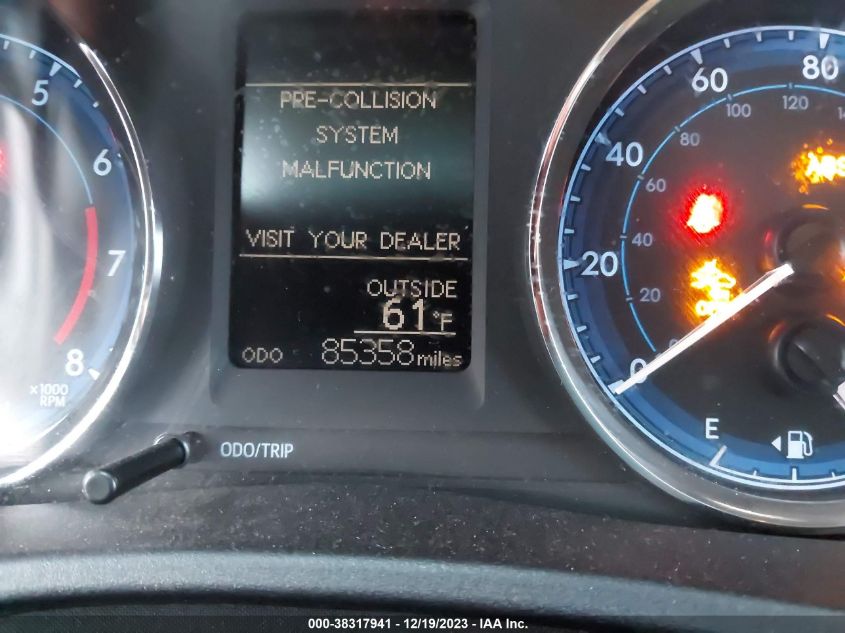 PRE-COLLISION
SYSTEM
MALFUNCTION
VISIT YOUR DEALER
OUTSIDE
61°F
ODO 85358 miles
ODO/TRIP
5
6
7
8
x1000
RPM
80
60
40
20
0
120
100
80
60
40
20
E
000-38317941 - 12/19/2023 - IAA Inc.